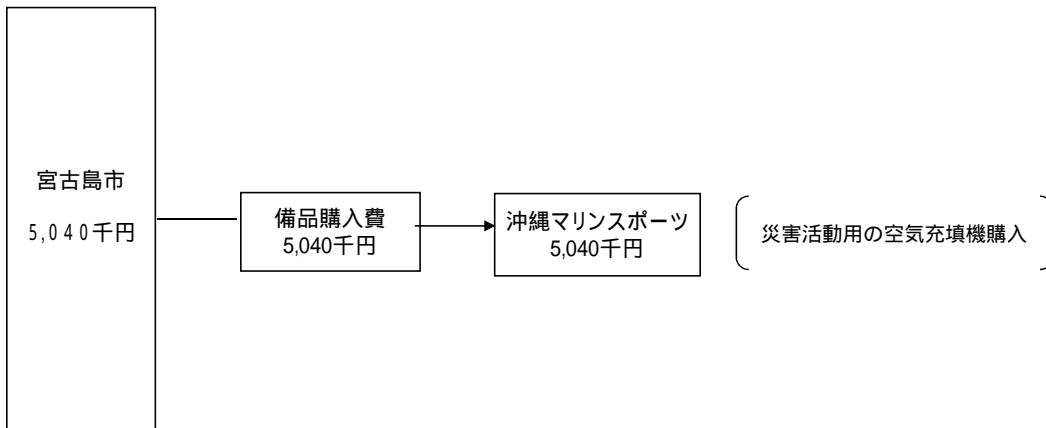 宮古島市
5,040千円
備品購入費
5,040千円
沖縄マリンスポーツ
5,040千円
災害活動用の空気充填機購入